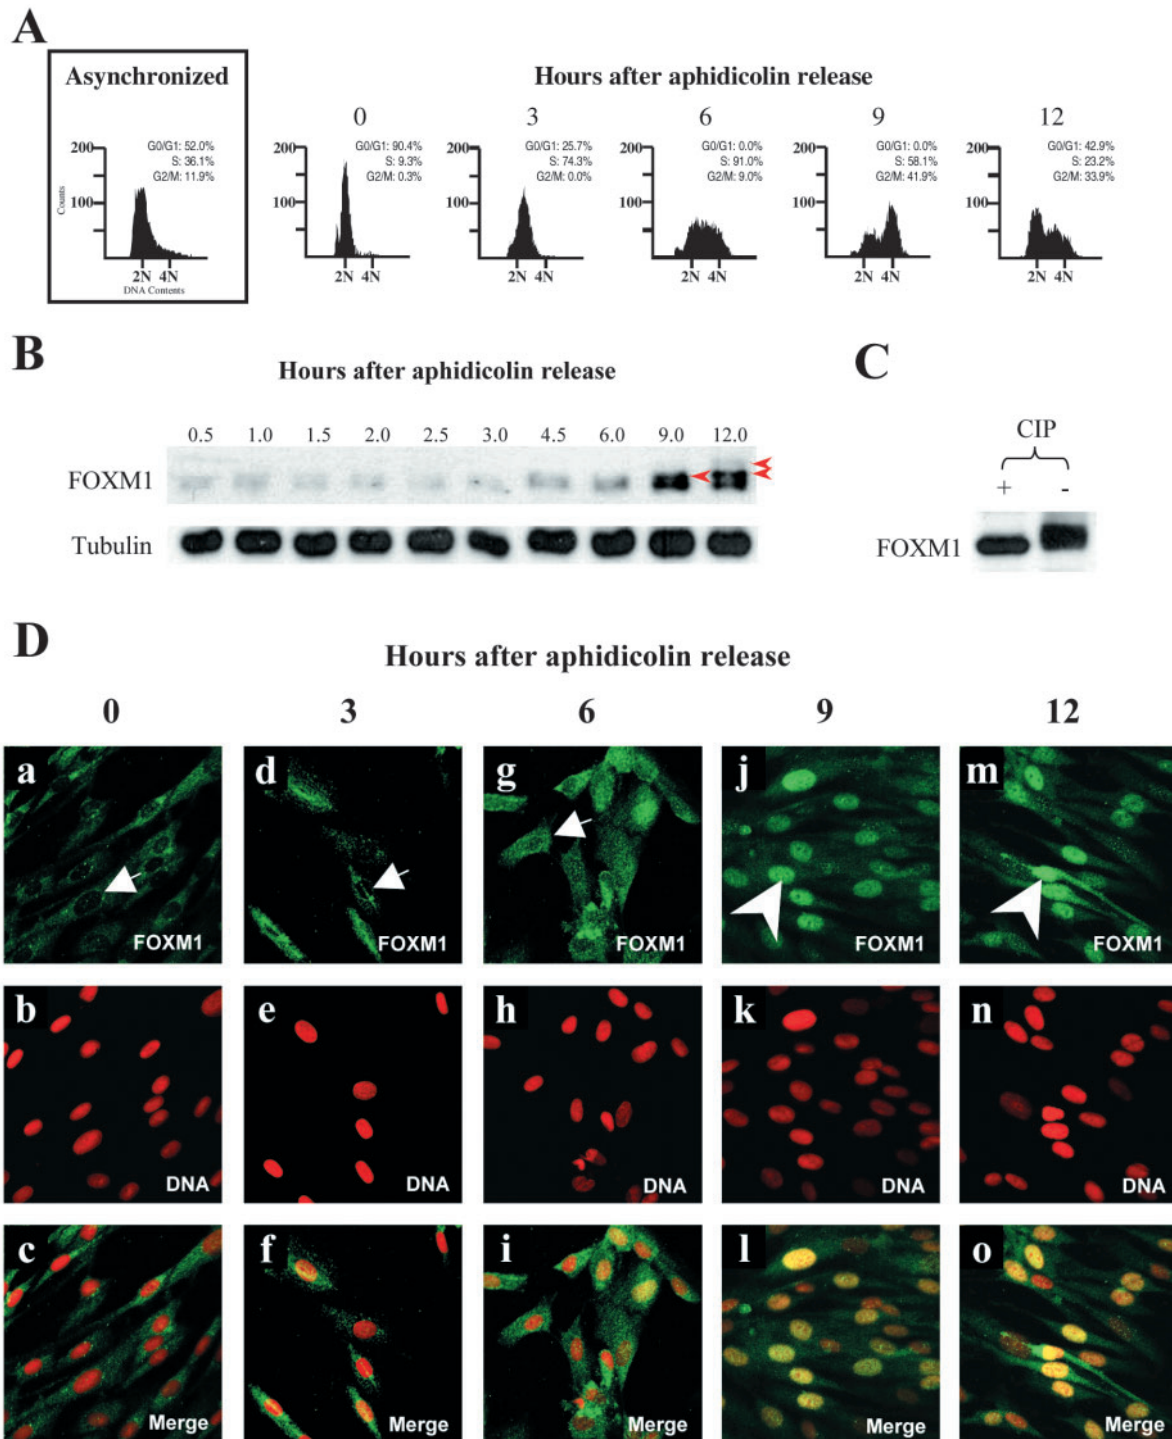 A
Asynchronized
Hours after aphidicolin release
0 3 6 9 12
200 G0/G1: 52.0%
S: 36.1%
G2/M: 11.9%
100
Counts
2N 4N
DNA Contents
200 G0/G1: 90.4%
S: 9.3%
G2/M: 0.3%
100
2N 4N
200 G0/G1: 25.7%
S: 74.3%
G2/M: 0.0%
100
2N 4N
200 G0/G1: 0.0%
S: 91.0%
G2/M: 9.0%
100
2N 4N
200 G0/G1: 0.0%
S: 58.1%
G2/M: 41.9%
100
2N 4N
200 G0/G1: 42.9%
S: 23.2%
G2/M: 33.9%
100
2N 4N
B
Hours after aphidicolin release
0.5 1.0 1.5 2.0 2.5 3.0 4.5 6.0 9.0 12.0
FOXM1
Tubulin
C
CIP
+ -
FOXM1
D
Hours after aphidicolin release
0 3 6 9 12
a d g j m
FOXM1 FOXM1 FOXM1 FOXM1 FOXM1
b e h k n
DNA DNA DNA DNA DNA
c f i l o
Merge Merge Merge Merge Merge